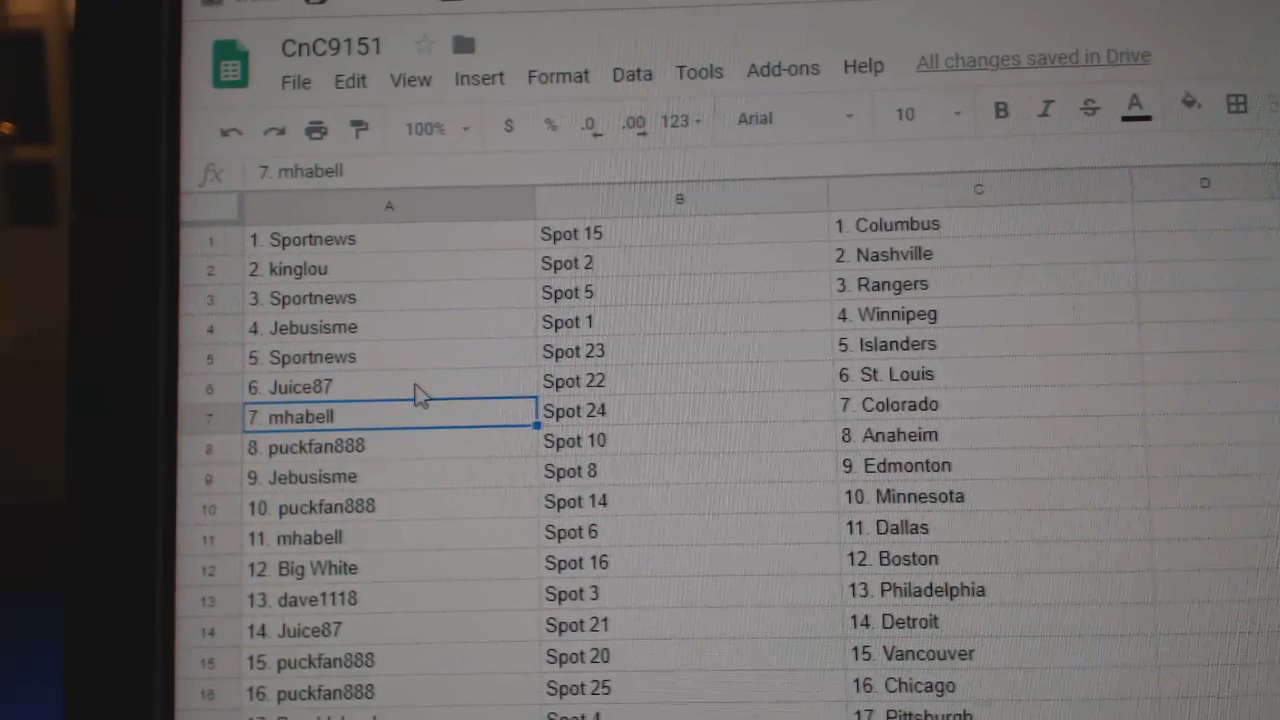 CnC9151
File Edit View Insert Format Data Tools Add-ons Help All changes saved in Drive
100% $ % .0 .00 123 Arial 10 B I S A
fx 7. mhabell
A B C D
1 1. Sportnews Spot 15 1. Columbus
2 2. kinglou Spot 2 2. Nashville
3 3. Sportnews Spot 5 3. Rangers
4 4. Jebusisme Spot 1 4. Winnipeg
5 5. Sportnews Spot 23 5. Islanders
6 6. Juice87 Spot 22 6. St. Louis
7 7. mhabell Spot 24 7. Colorado
8 8. puckfan888 Spot 10 8. Anaheim
9 9. Jebusisme Spot 8 9. Edmonton
10 10. puckfan888 Spot 14 10. Minnesota
11 11. mhabell Spot 6 11. Dallas
12 12. Big White Spot 16 12. Boston
13 13. dave1118 Spot 3 13. Philadelphia
14 14. Juice87 Spot 21 14. Detroit
15 15. puckfan888 Spot 20 15. Vancouver
16 16. puckfan888 Spot 25 16. Chicago
Spot 4 17. Pittsburgh